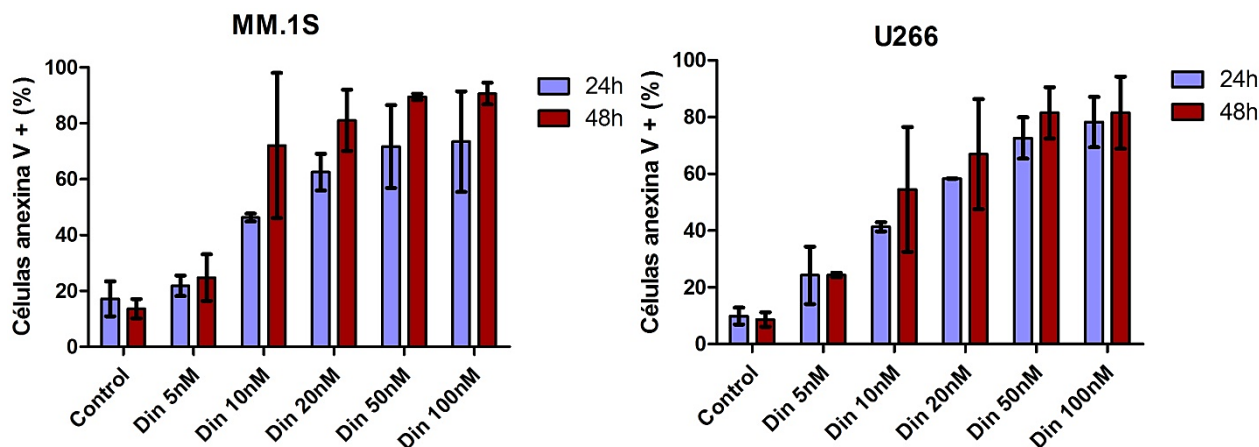 MM.1S
Células anexina V + (%)
100
80
60
40
20
0
Control
Din 5nM
Din 10nM
Din 20nM
Din 50nM
Din 100nM
24h
48h
U266
Células anexina V + (%)
100
80
60
40
20
0
Control
Din 5nM
Din 10nM
Din 20nM
Din 50nM
Din 100nM
24h
48h